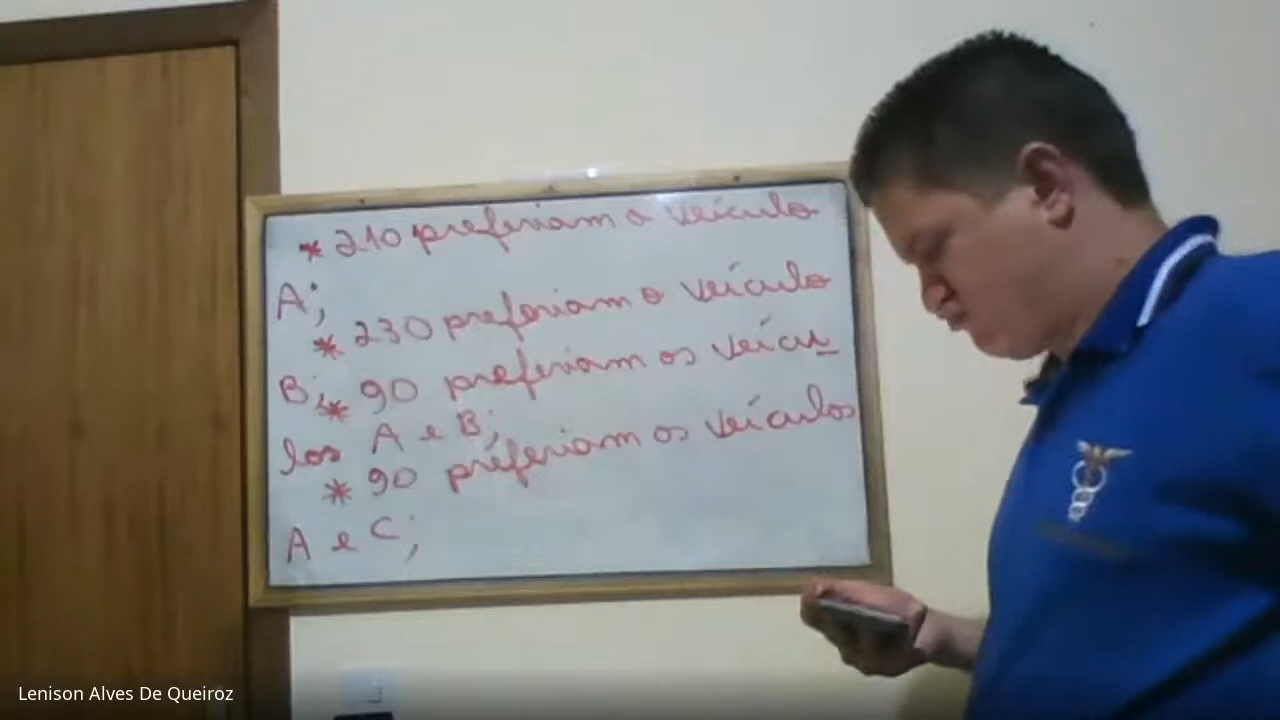 * 210 preferiam o veículo
A;
* 230 preferiam o veículo
B;
* 90 preferiam os veícu
los A e B;
* 90 preferiam os veículos
A e C;
Lenison Alves De Queiroz